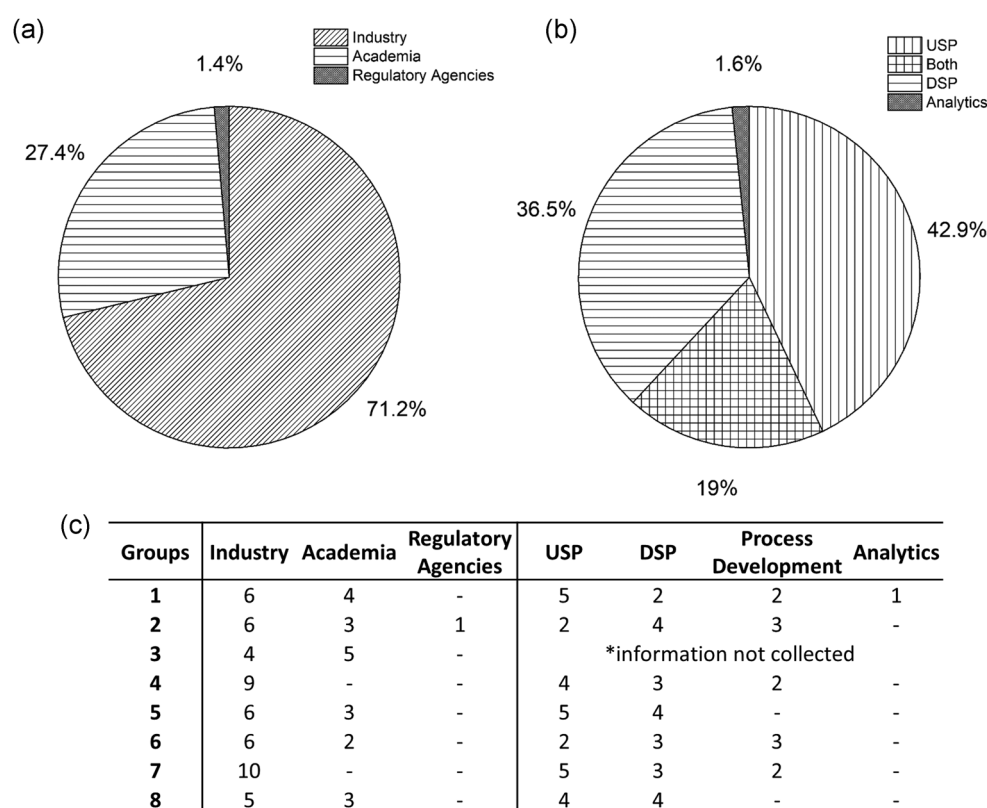 (a)
Industry
Academia
Regulatory Agencies
1.4%
27.4%
71.2%
(b)
USP
Both
DSP
Analytics
1.6%
36.5%
42.9%
19%
(c)
Groups Industry Academia Regulatory Agencies USP DSP Process Development Analytics
1 6 4 - 5 2 2 1
2 6 3 1 2 4 3 -
3 4 5 - *information not collected
4 9 - - 4 3 2 -
5 6 3 - 5 4 - -
6 6 2 - 2 3 3 -
7 10 - - 5 3 2 -
8 5 3 - 4 4 - -